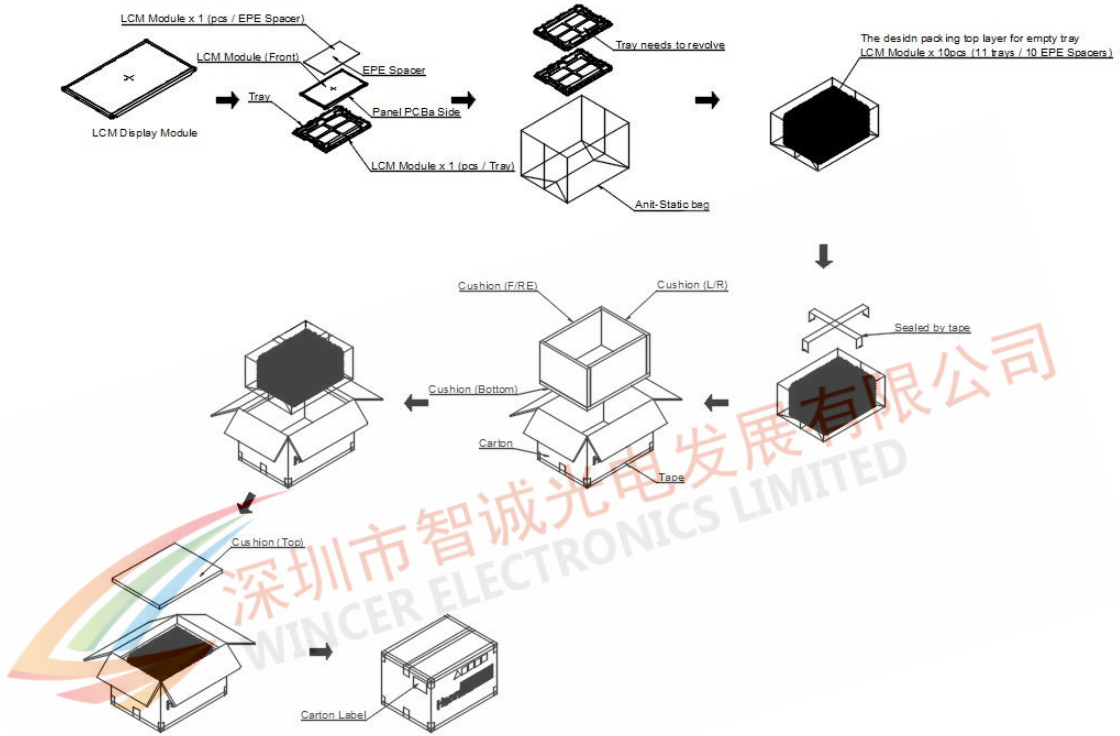 LCM Module x 1 (pcs / EPE Spacer)
LCM Module (Front)
EPE Spacer
Tray
Panel PCBa Side
LCM Display Module
LCM Module x 1 (pcs / Tray)
Tray needs to revolve
Anit-Static bag
The desidn packing top layer for empty tray
LCM Module x 10pcs (11 trays / 10 EPE Spacers)
Cushion (F/RE)
Cushion (L/R)
Sealed by tape
Cushion (Bottom)
Carton
Tape
Cushion (Top)
Carton Label
深圳市智诚光电发展有限公司
WINCER ELECTRONICS LIMITED